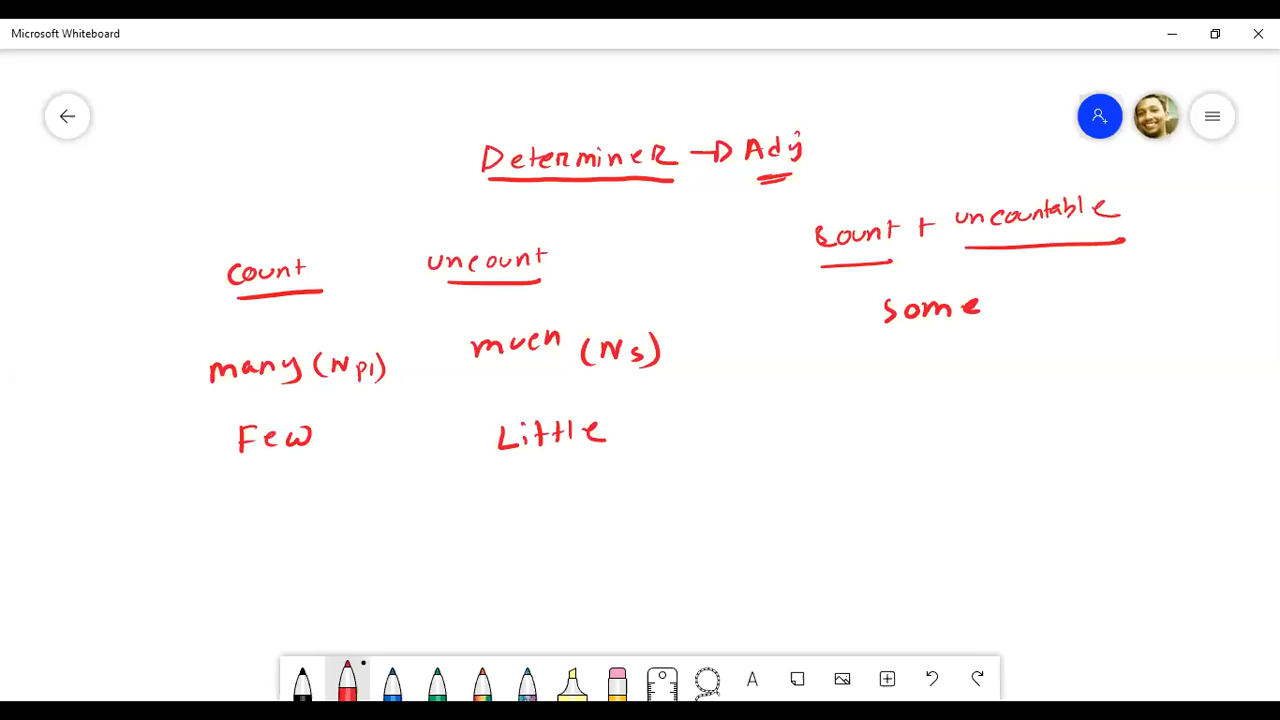 Microsoft Whiteboard
DetermineR → Adj
count + uncountable
count uncount
some
many (Npl) much (Ns)
Few Little
A